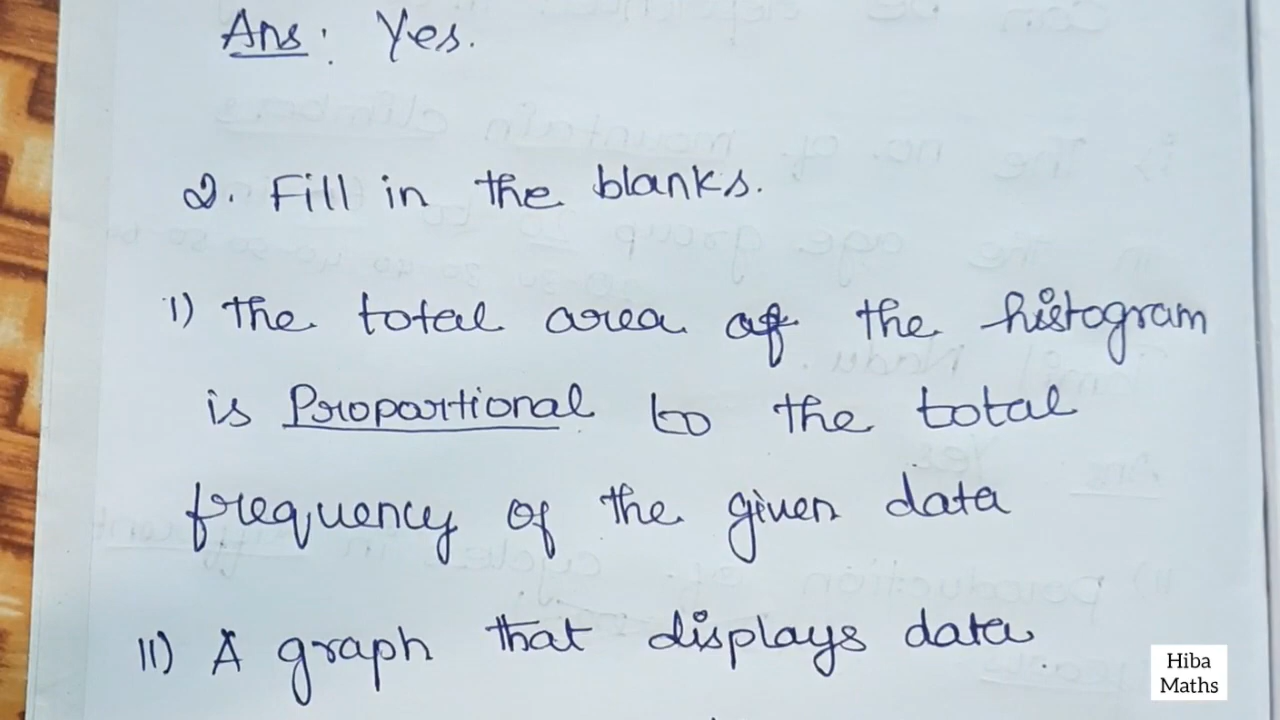 Ans: Yes.
2. Fill in the blanks.
i) the total area of the histogram
is Proportional to the total
frequency of the given data
ii) A graph that displays data
Hiba
Maths